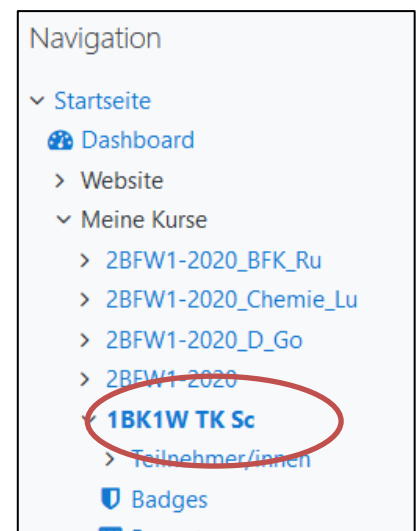 Navigation
Startseite
Dashboard
Website
Meine Kurse
2BFW1-2020_BFK_Ru
2BFW1-2020_Chemie_Lu
2BFW1-2020_D_Go
2BFW1-2020
1BK1W TK Sc
Teilnehmer/innen
Badges